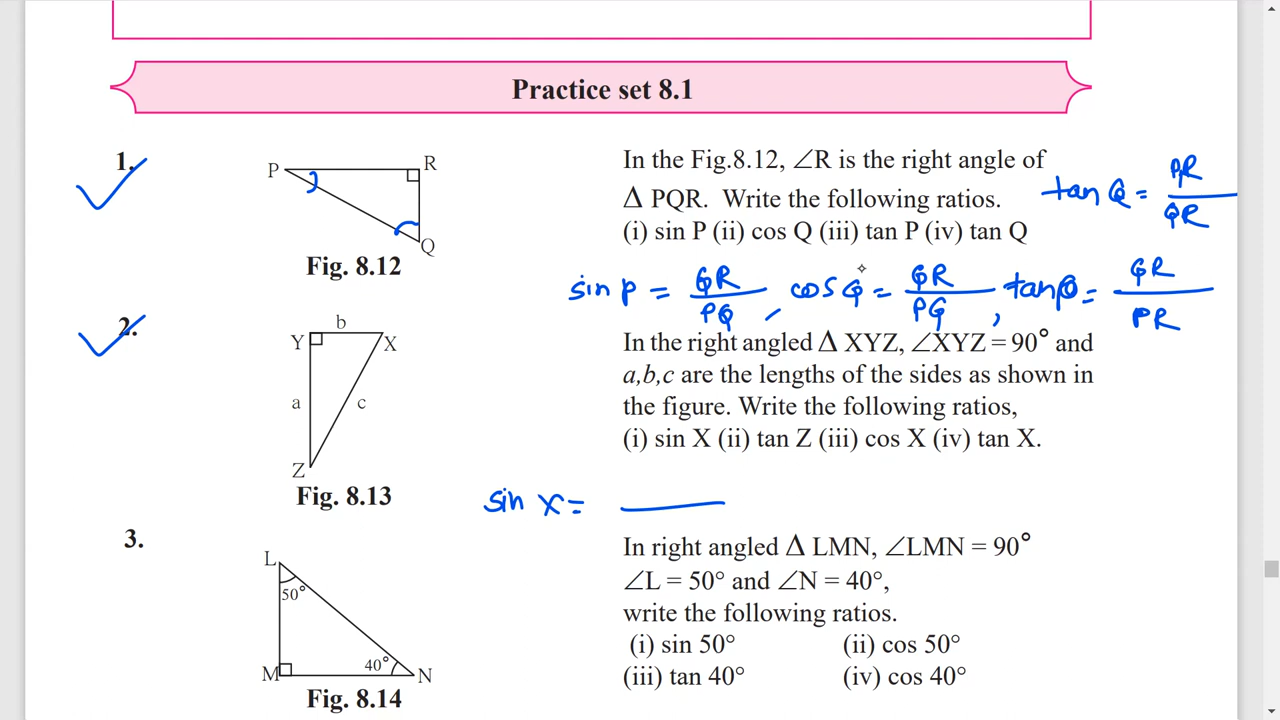 Practice set 8.1
1.
P
R
Q
Fig. 8.12
In the Fig.8.12, ∠R is the right angle of
Δ PQR. Write the following ratios.
(i) sin P (ii) cos Q (iii) tan P (iv) tan Q
tan Q = PR/QR
sin P = QR/PQ , cos Q = QR/PQ , tan P = QR/PR
2.
b
Y
X
a
c
Z
Fig. 8.13
In the right angled Δ XYZ, ∠XYZ = 90° and
a,b,c are the lengths of the sides as shown in
the figure. Write the following ratios,
(i) sin X (ii) tan Z (iii) cos X (iv) tan X.
sin X =
3.
L
50°
M
40°
N
Fig. 8.14
In right angled Δ LMN, ∠LMN = 90°
∠L = 50° and ∠N = 40°,
write the following ratios.
(i) sin 50° (ii) cos 50°
(iii) tan 40° (iv) cos 40°